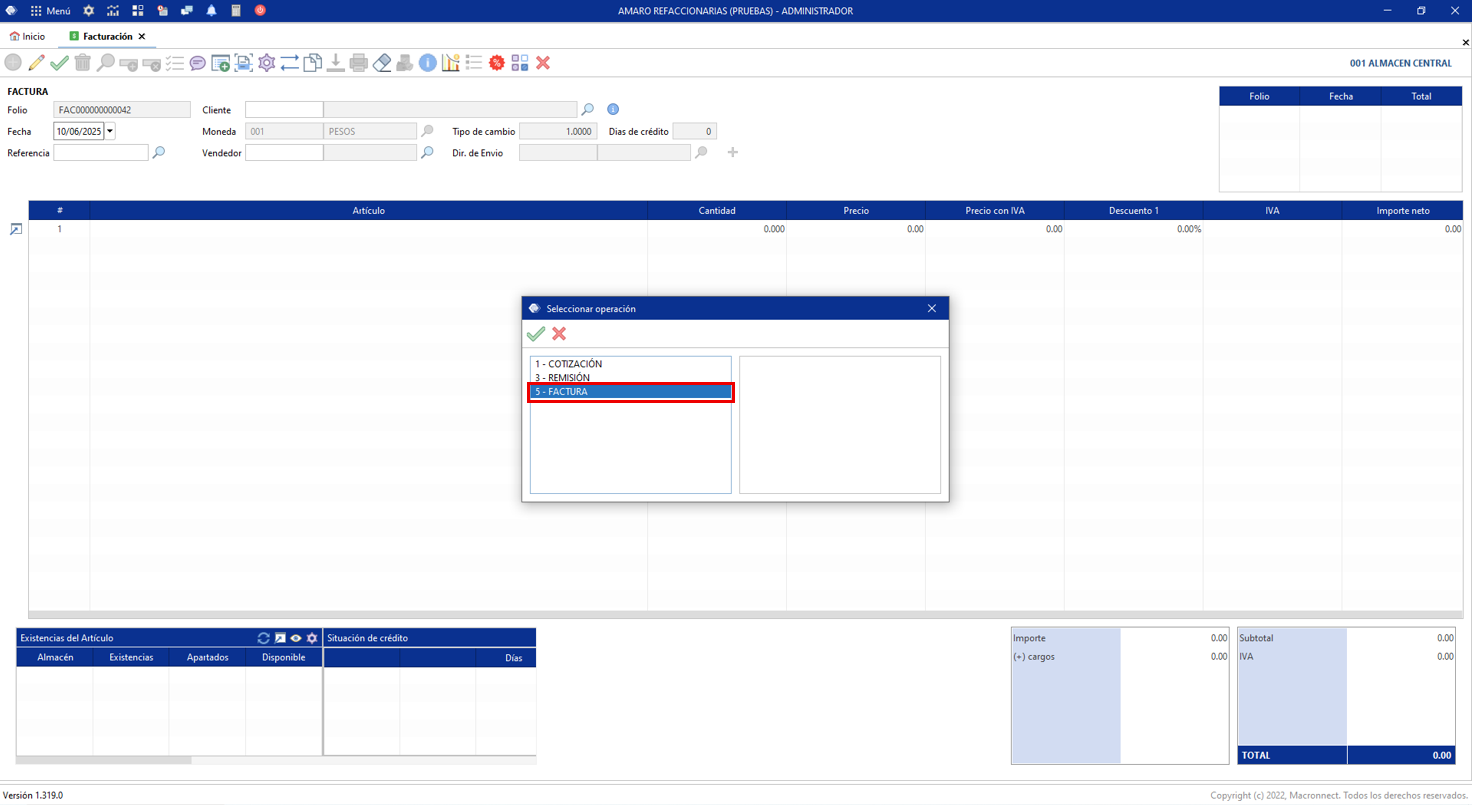 Menú
AMARO REFACCIONARIAS (PRUEBAS) - ADMINISTRADOR
Inicio
Facturación
001 ALMACEN CENTRAL
FACTURA
Folio FAC000000000042 Cliente
Fecha 10/06/2025 Moneda 001 PESOS Tipo de cambio 1.0000 Dias de crédito 0
Referencia Vendedor Dir. de Envio
Folio Fecha Total
# Artículo Cantidad Precio Precio con IVA Descuento 1 IVA Importe neto
1 0.000 0.00 0.00 0.00% 0.00
Seleccionar operación
1 - COTIZACIÓN
3 - REMISIÓN
5 - FACTURA
Existencias del Artículo
Almacén Existencias Apartados Disponible
Situación de crédito
Días
Importe 0.00
(+) cargos 0.00
Subtotal 0.00
IVA 0.00
TOTAL 0.00
Versión 1.319.0
Copyright (c) 2022, Macronnect. Todos los derechos reservados.